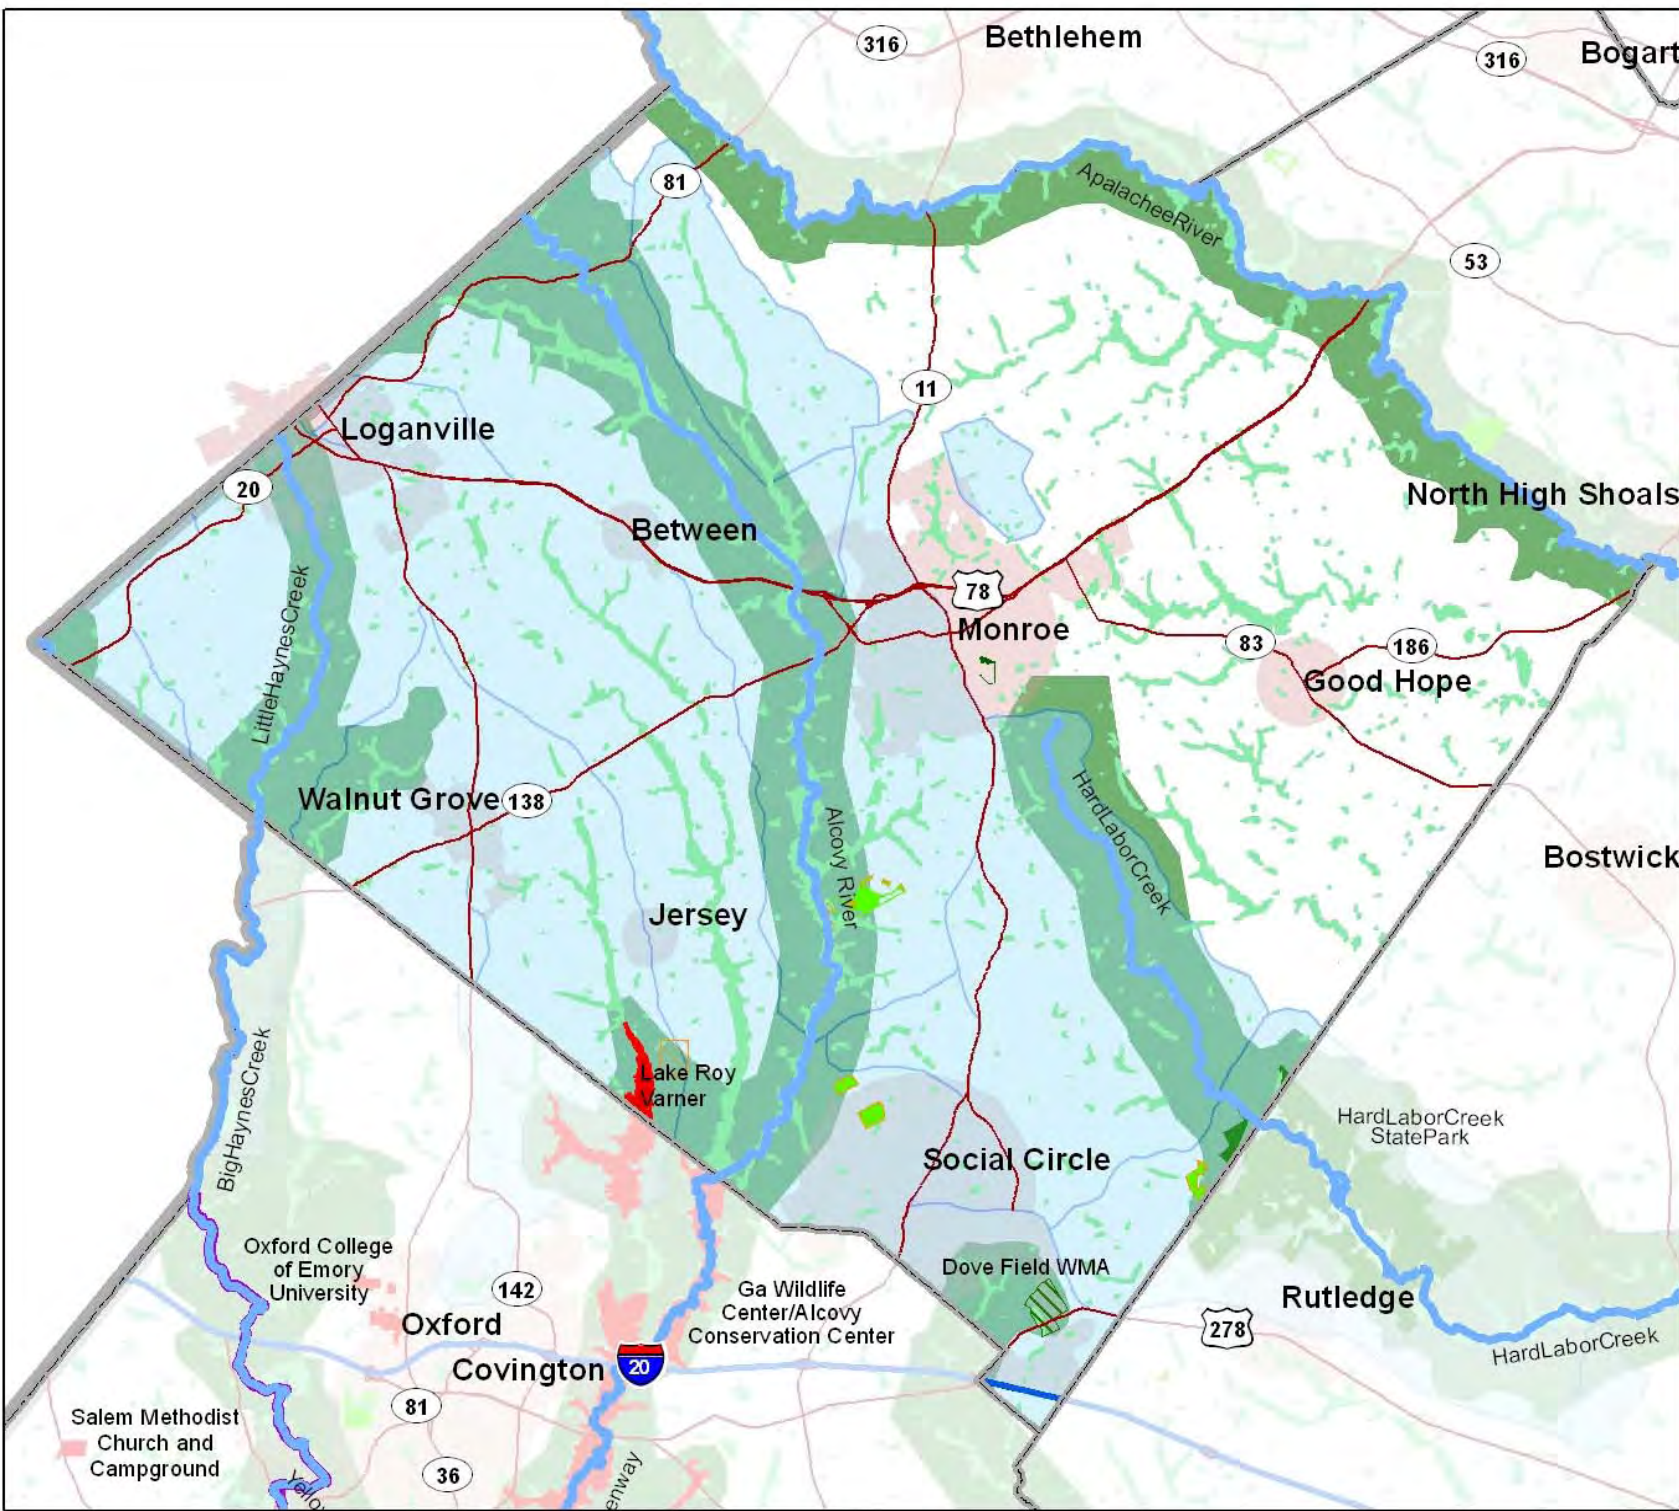 316
Bethlehem
316
Bogart
81
ApalacheeRiver
53
11
Loganville
20
Between
North High Shoals
78
Monroe
83
186
Good Hope
LittleHaynesCreek
Walnut Grove
138
HardLaborCreek
Alcovy River
Bostwick
Jersey
BigHaynesCreek
Lake Roy
Varner
HardLaborCreek
StatePark
Social Circle
Oxford College
of Emory
University
142
Dove Field WMA
Ga Wildlife
Center/Alcovy
Conservation Center
Rutledge
278
Oxford
HardLaborCreek
Covington
20
81
Salem Methodist
Church and
Campground
36
Yello
enway